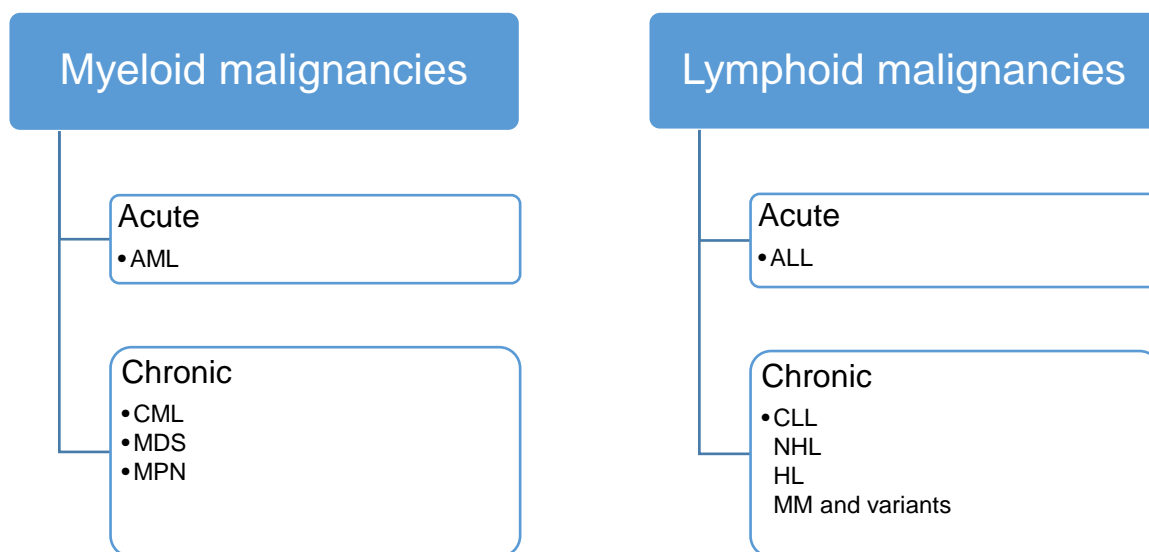 Myeloid malignancies
Acute
•AML
Chronic
•CML
•MDS
•MPN
Lymphoid malignancies
Acute
•ALL
Chronic
•CLL
NHL
HL
MM and variants